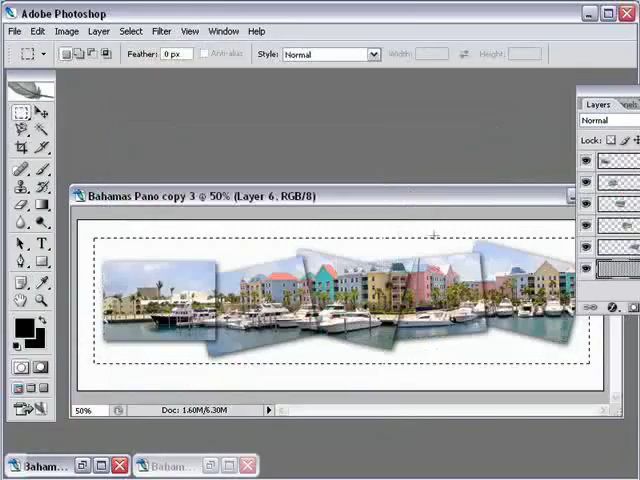 Adobe Photoshop
File Edit Image Layer Select Filter View Window Help
Feather: 0 px Anti-alias Style: Normal Width: Height:
Layers
Normal
Lock:
Bahamas Pano copy 3 @ 50% (Layer 6, RGB/8)
50% Doc: 1.60M/6.30M
Baham... Baham...